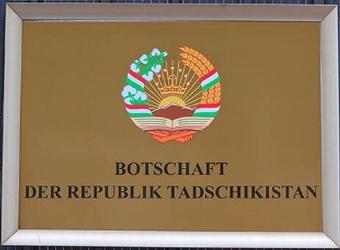 BOTSCHAFT
DER REPUBLIK TADSCHIKISTAN